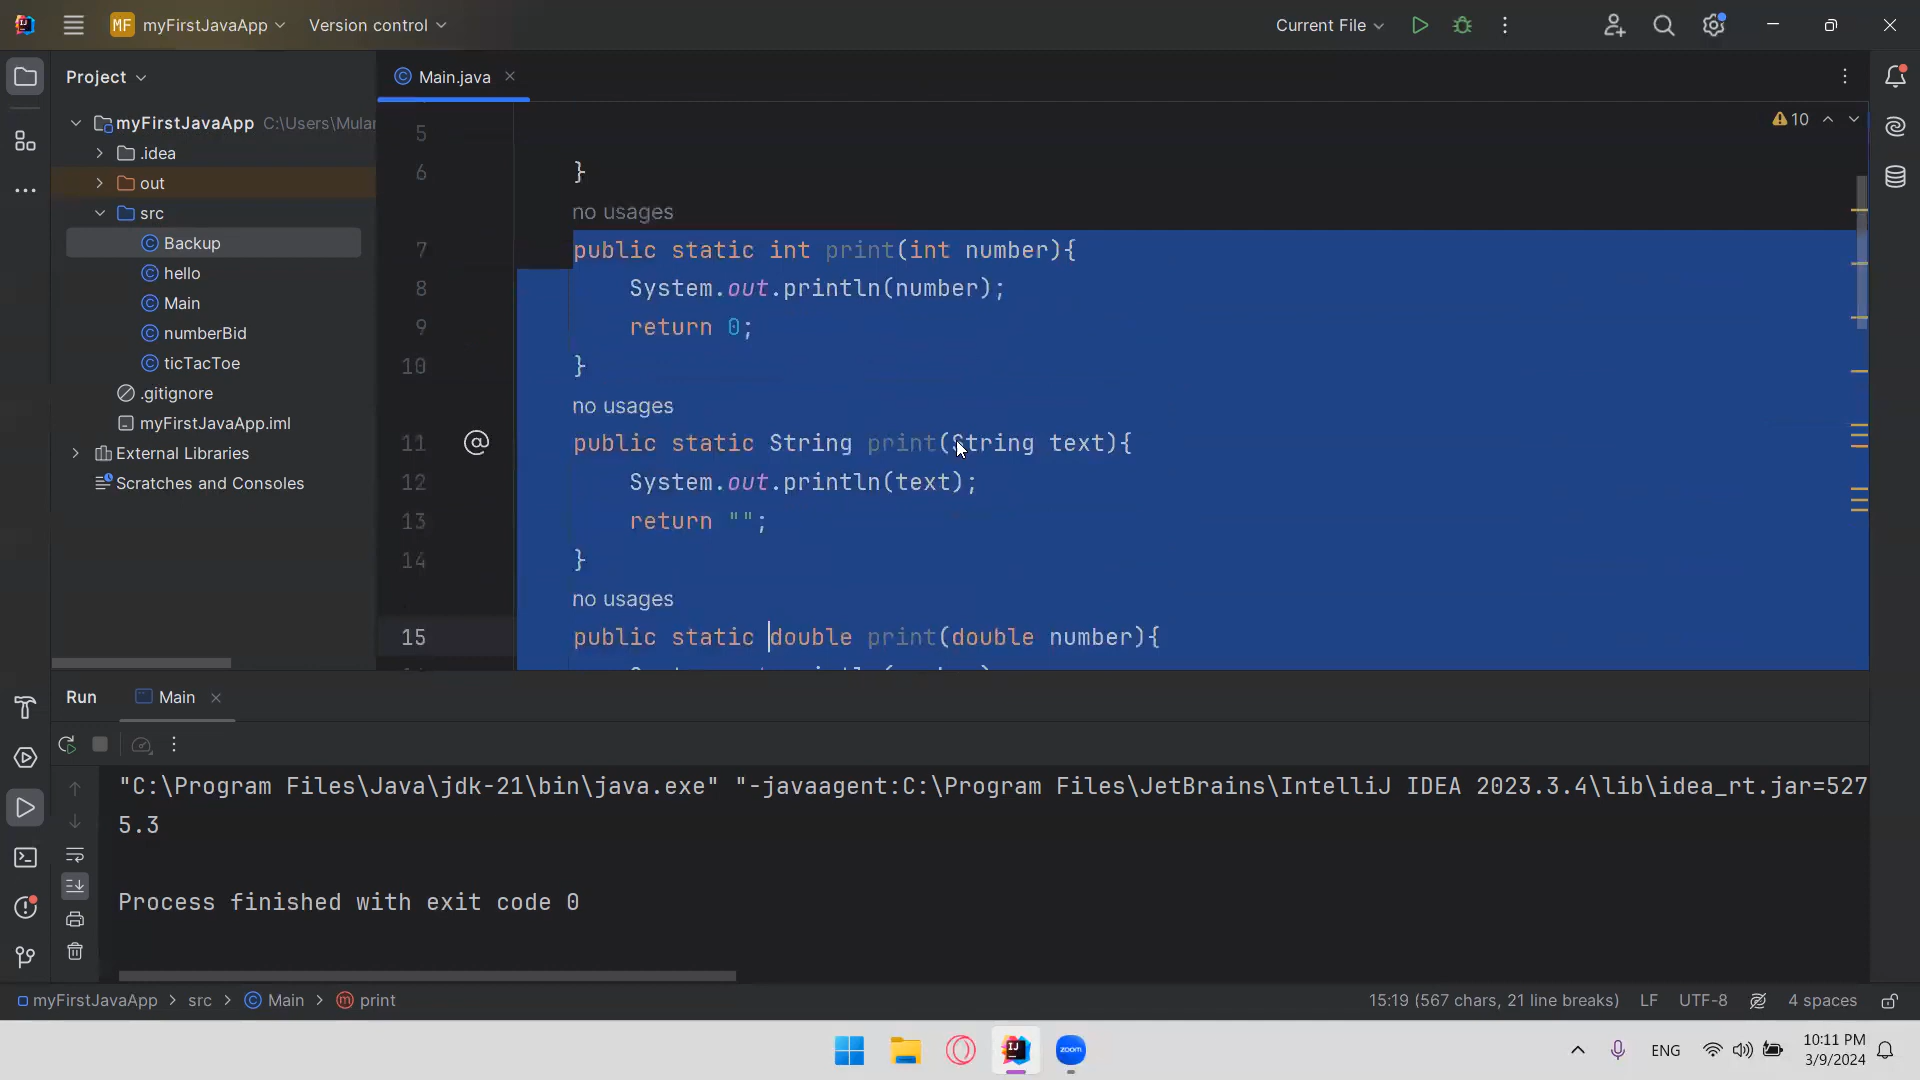 MF myFirstJavaApp Version control Current File
Project
Main.java
myFirstJavaApp C:\Users\Mular
.idea
out
src
Backup
hello
Main
numberBid
ticTacToe
.gitignore
myFirstJavaApp.iml
External Libraries
Scratches and Consoles
10
5
6 }
no usages
7 public static int print(int number){
8 System.out.println(number);
9 return 0;
10 }
no usages
11 @ public static String print(String text){
12 System.out.println(text);
13 return "";
14 }
no usages
15 public static double print(double number){
Run Main
"C:\Program Files\Java\jdk-21\bin\java.exe" "-javaagent:C:\Program Files\JetBrains\IntelliJ IDEA 2023.3.4\lib\idea_rt.jar=527
5.3
Process finished with exit code 0
myFirstJavaApp > src > Main > print 15:19 (567 chars, 21 line breaks) LF UTF-8 4 spaces
IJ zoom ENG 10:11 PM
3/9/2024